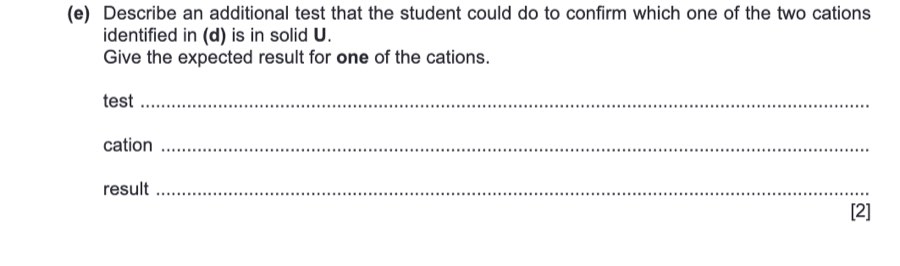 (e) Describe an additional test that the student could do to confirm which one of the two cations
identified in (d) is in solid U.
Give the expected result for one of the cations.
test ................................................................................
cation ................................................................................
result ................................................................................
[2]